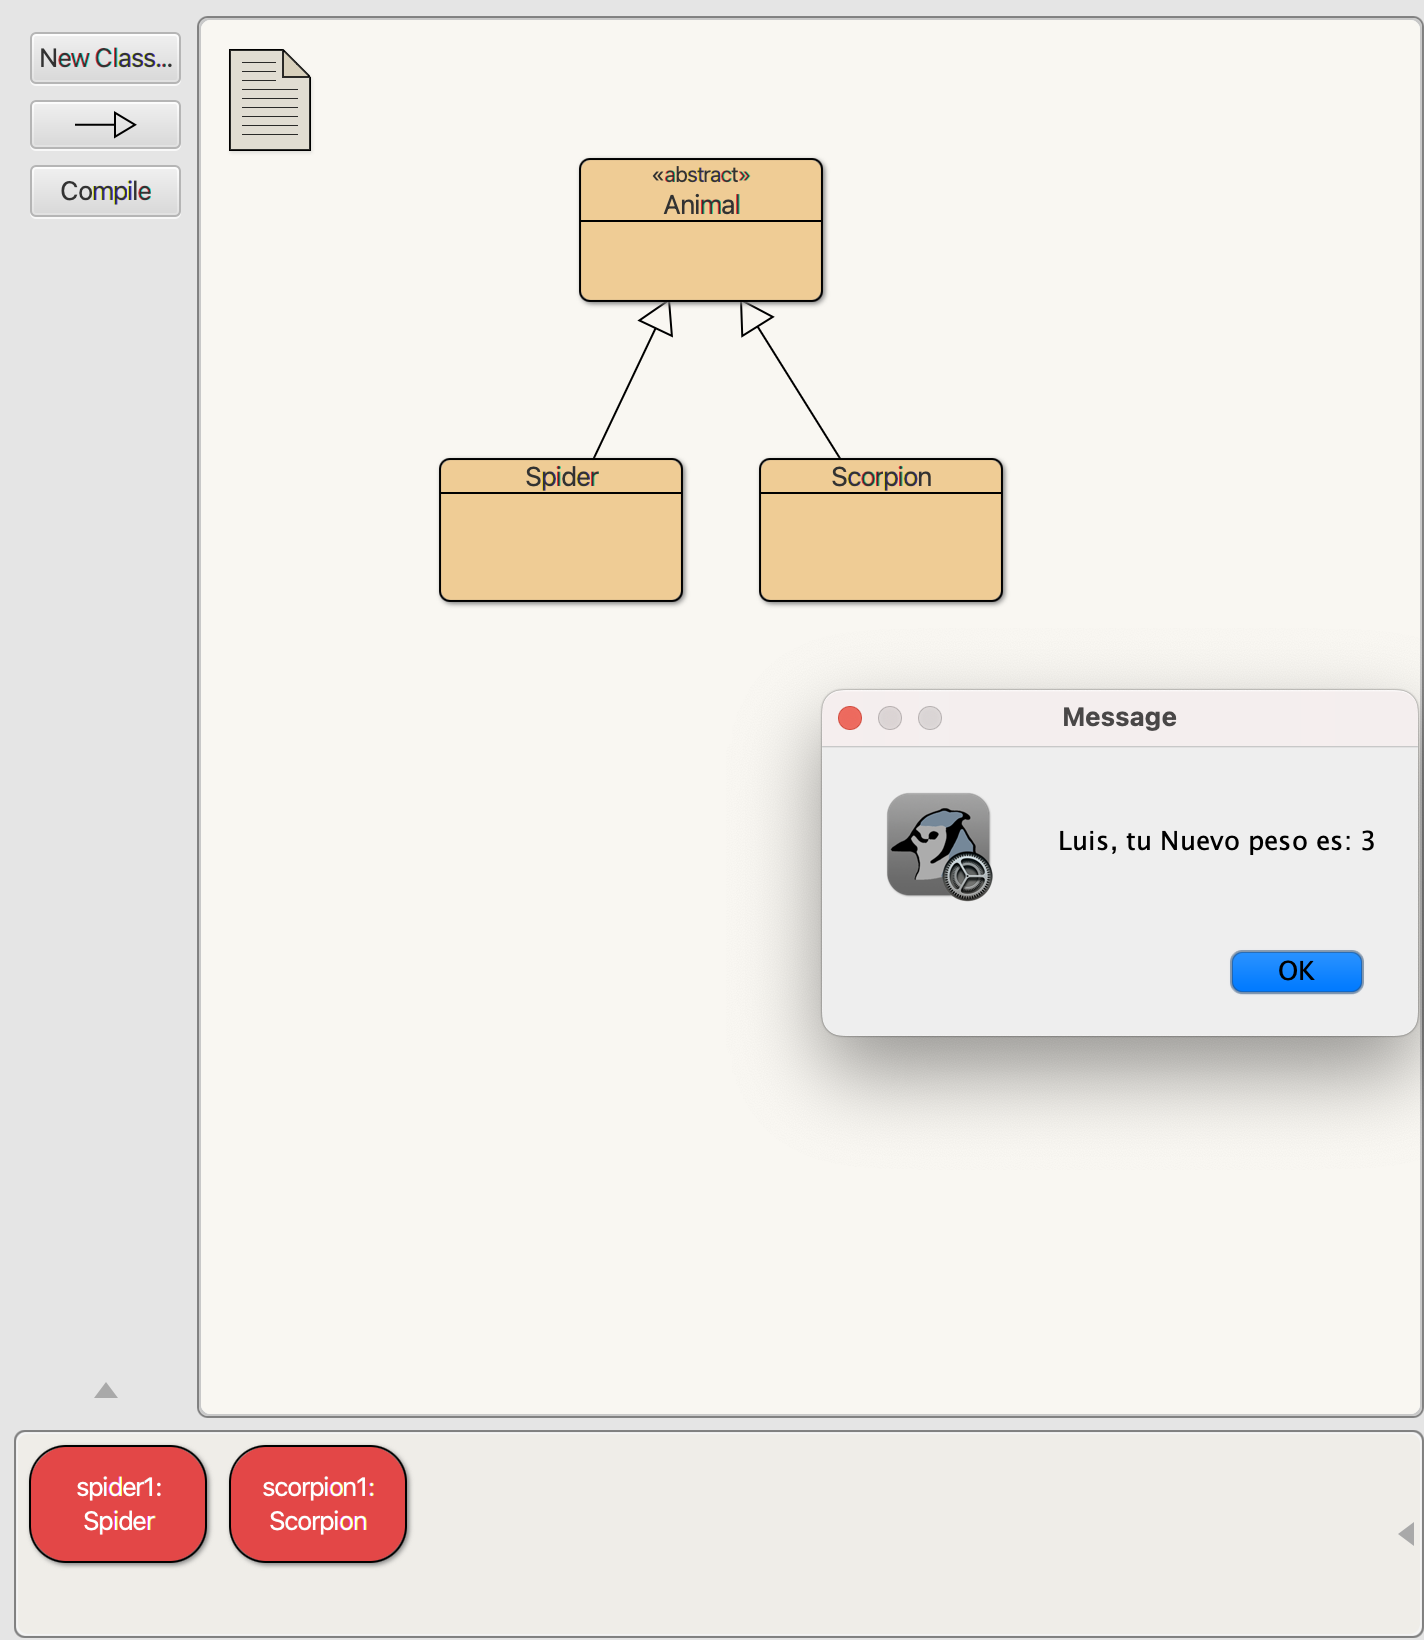 New Class...
Compile
«abstract»
Animal
Spider
Scorpion
Message
Luis, tu Nuevo peso es: 3
OK
spider1:
Spider
scorpion1:
Scorpion